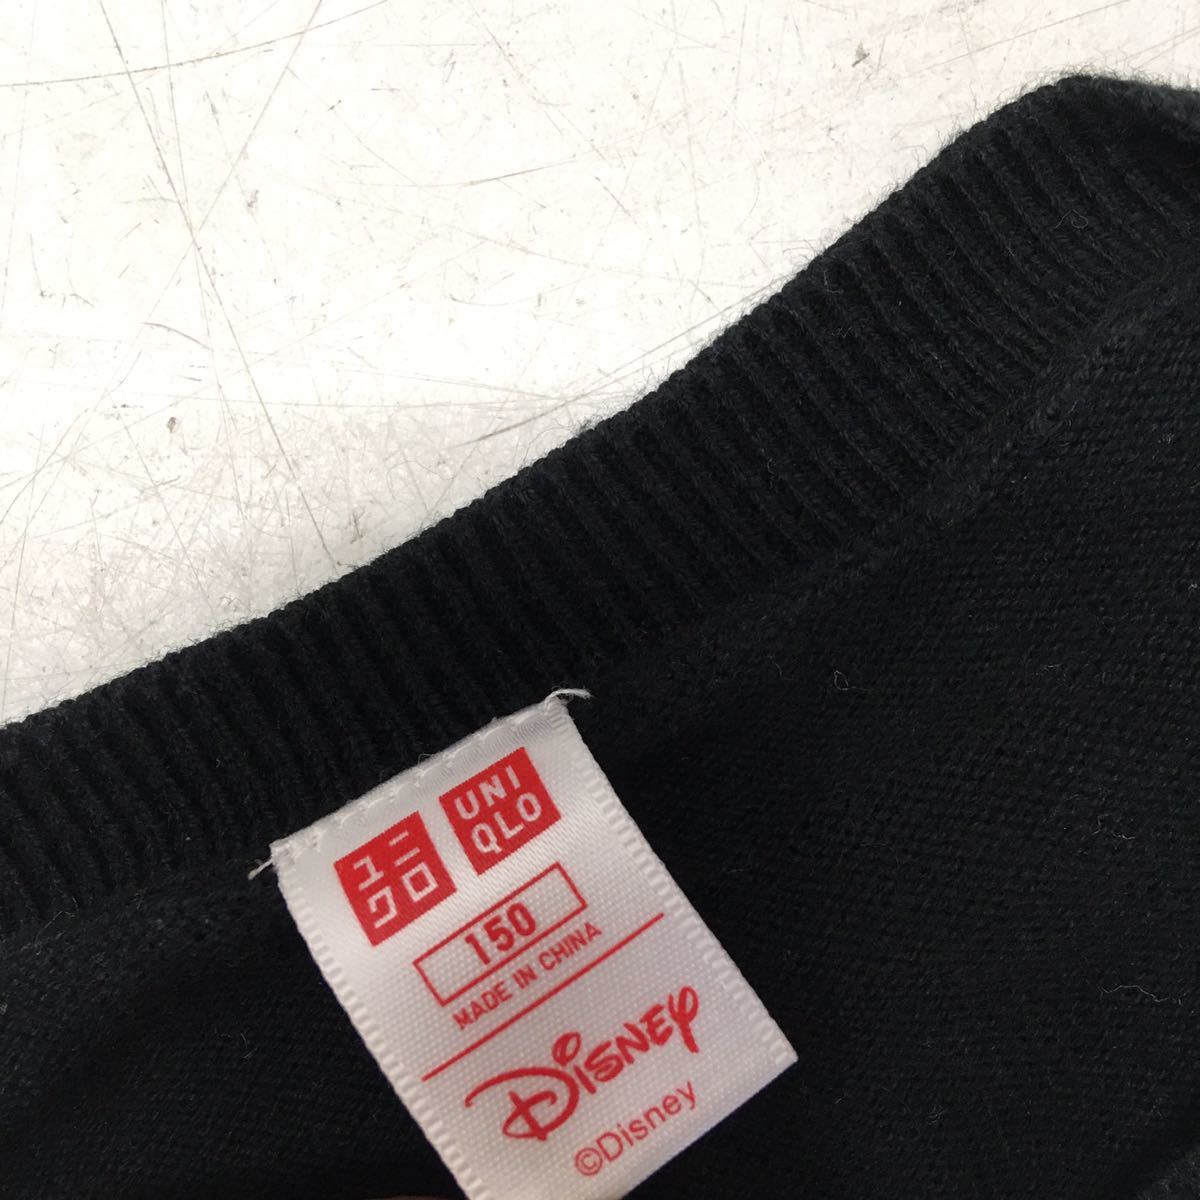 ユニ
クロ
UNI
QLO
150
MADE IN CHINA
Disney
©Disney